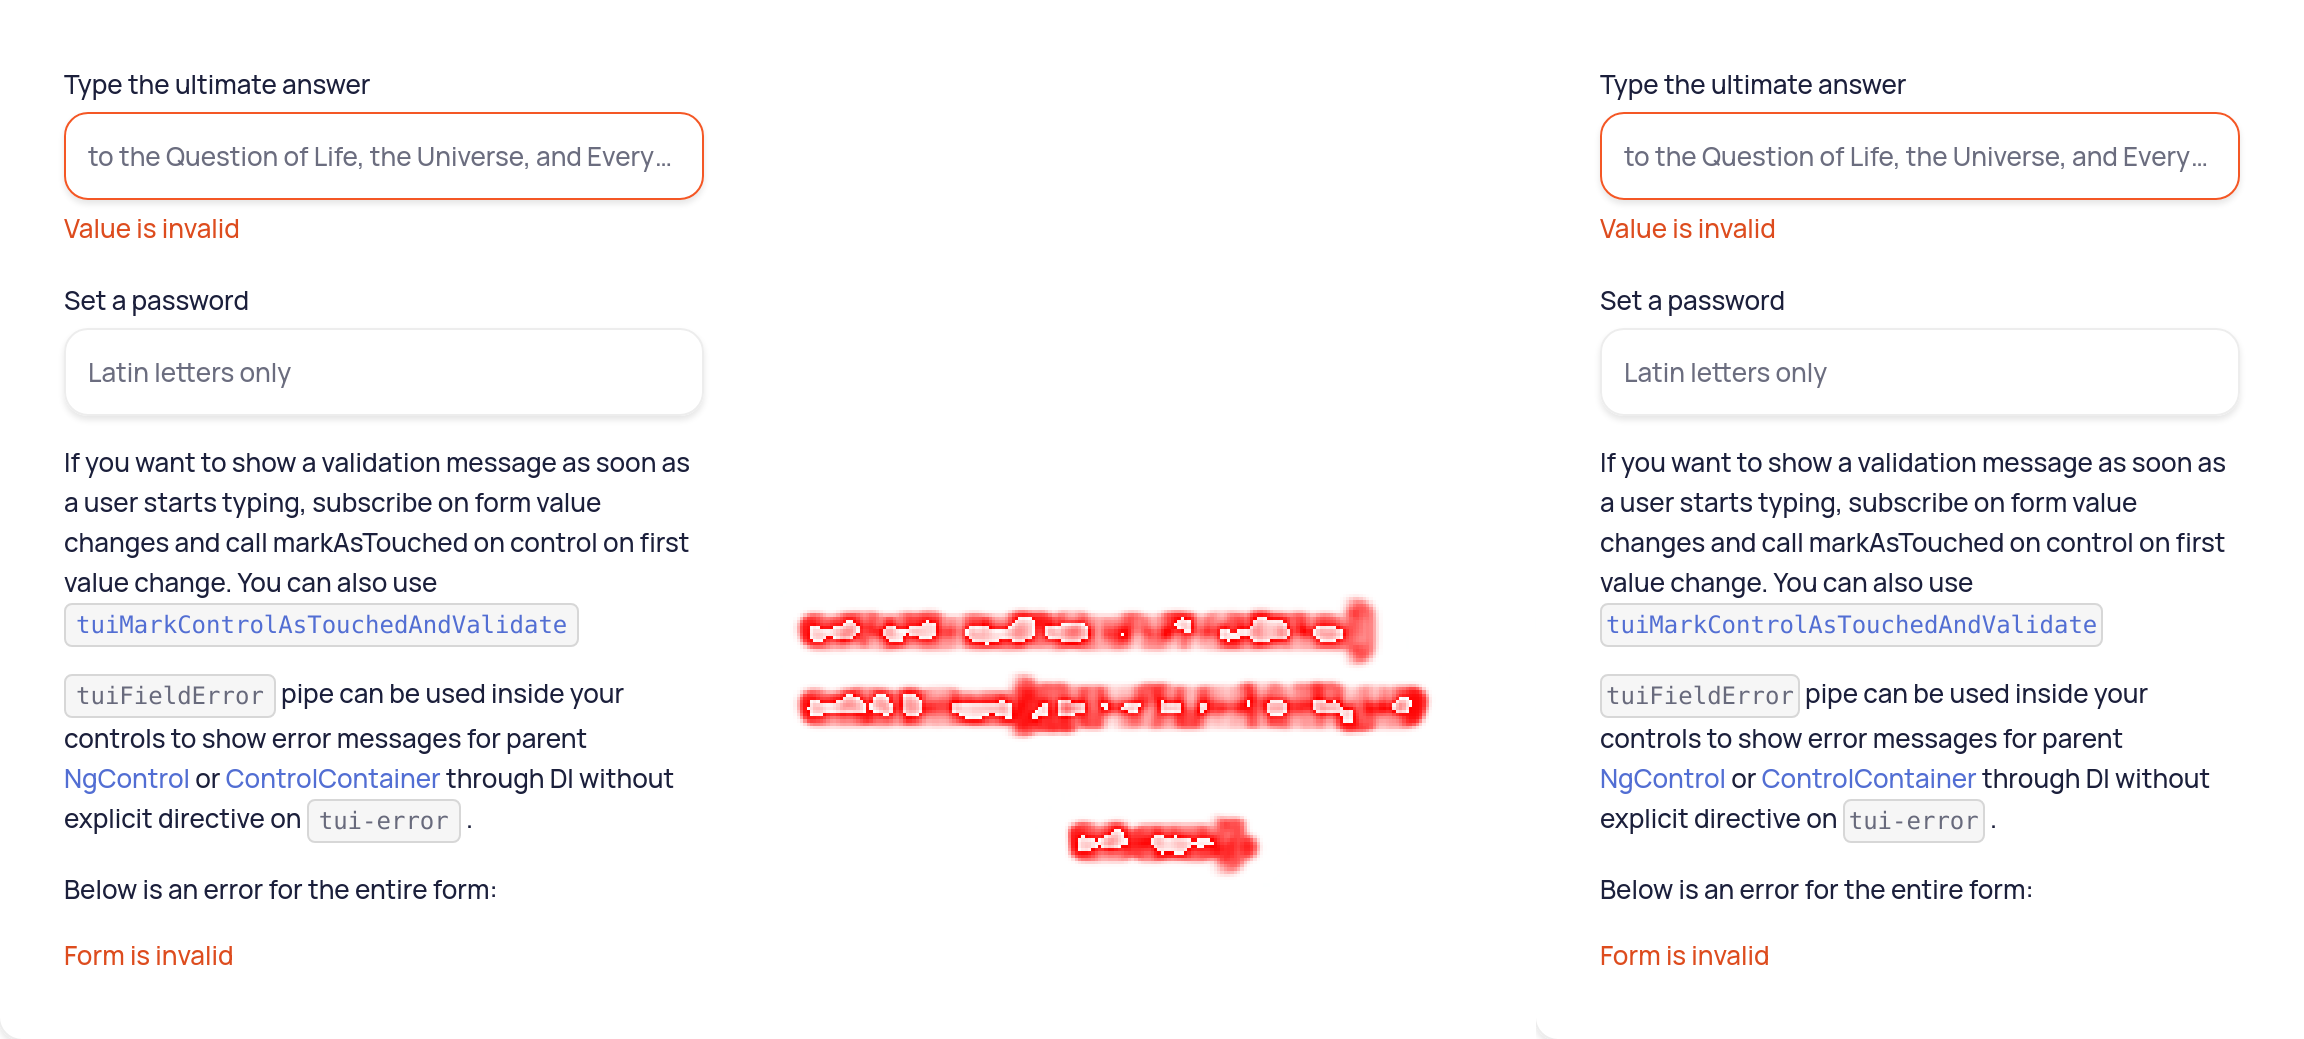 Type the ultimate answer
to the Question of Life, the Universe, and Every...
Value is invalid
Set a password
Latin letters only
If you want to show a validation message as soon as
a user starts typing, subscribe on form value
changes and call markAsTouched on control on first
value change. You can also use
tuiMarkControlAsTouchedAndValidate
tuiFieldError pipe can be used inside your
controls to show error messages for parent
NgControl or ControlContainer through DI without
explicit directive on tui-error .
Below is an error for the entire form:
Form is invalid
Type the ultimate answer
to the Question of Life, the Universe, and Every...
Value is invalid
Set a password
Latin letters only
If you want to show a validation message as soon as
a user starts typing, subscribe on form value
changes and call markAsTouched on control on first
value change. You can also use
tuiMarkControlAsTouchedAndValidate
tuiFieldError pipe can be used inside your
controls to show error messages for parent
NgControl or ControlContainer through DI without
explicit directive on tui-error .
Below is an error for the entire form:
Form is invalid